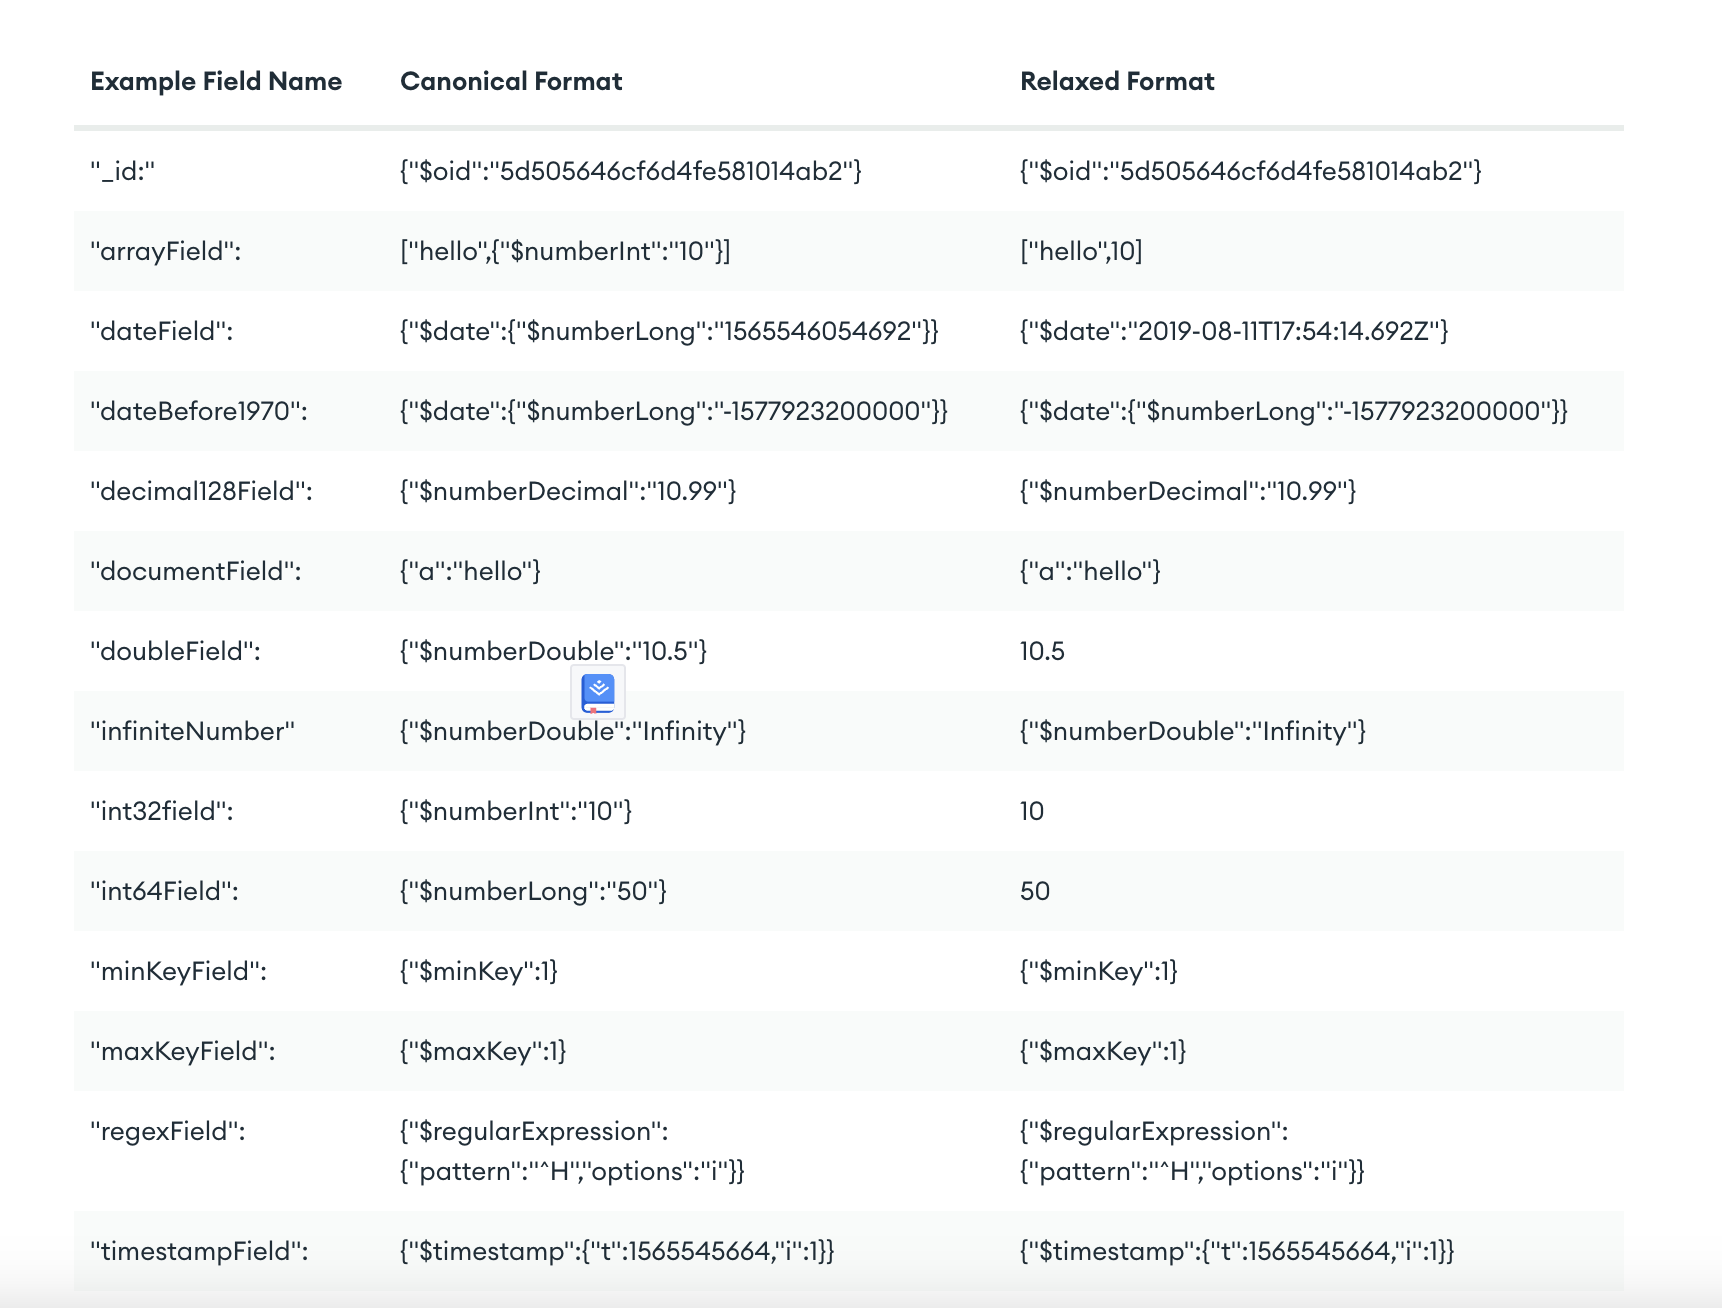 Example Field Name Canonical Format Relaxed Format
"_id:" {"$oid":"5d505646cf6d4fe581014ab2"} {"$oid":"5d505646cf6d4fe581014ab2"}
"arrayField": ["hello",{"$numberInt":"10"}] ["hello",10]
"dateField": {"$date":{"$numberLong":"1565546054692"}} {"$date":"2019-08-11T17:54:14.692Z"}
"dateBefore1970": {"$date":{"$numberLong":"-1577923200000"}} {"$date":{"$numberLong":"-1577923200000"}}
"decimal128Field": {"$numberDecimal":"10.99"} {"$numberDecimal":"10.99"}
"documentField": {"a":"hello"} {"a":"hello"}
"doubleField": {"$numberDouble":"10.5"} 10.5
"infiniteNumber" {"$numberDouble":"Infinity"} {"$numberDouble":"Infinity"}
"int32field": {"$numberInt":"10"} 10
"int64Field": {"$numberLong":"50"} 50
"minKeyField": {"$minKey":1} {"$minKey":1}
"maxKeyField": {"$maxKey":1} {"$maxKey":1}
"regexField": {"$regularExpression": {"$regularExpression":
{"pattern":"^H","options":"i"}} {"pattern":"^H","options":"i"}}
"timestampField": {"$timestamp":{"t":1565545664,"i":1}} {"$timestamp":{"t":1565545664,"i":1}}